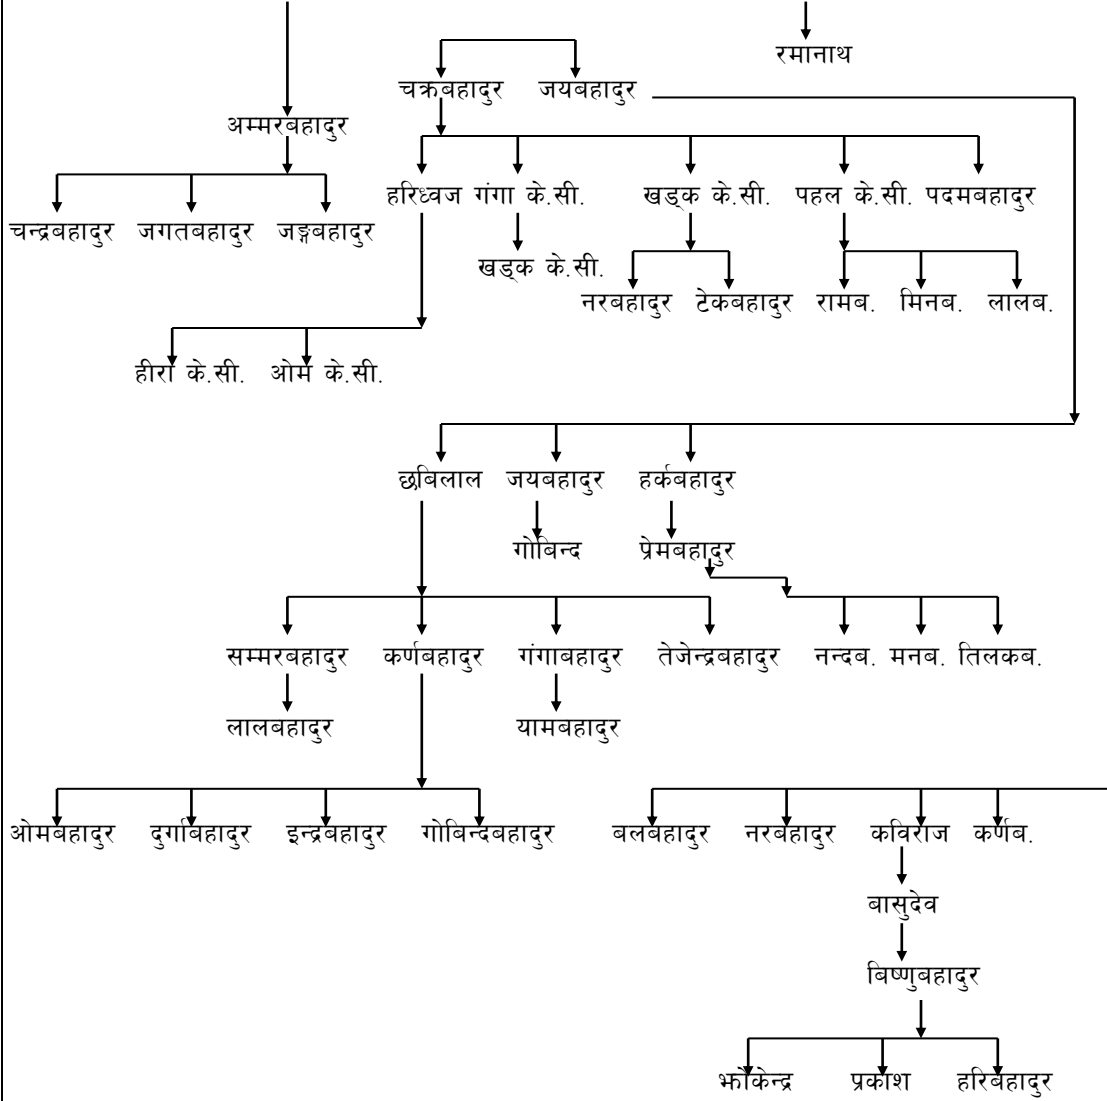 रमानाथ
चक्रबहादुर जयबहादुर
अम्मरबहादुर
हरिध्वज गंगा के.सी. खड्क के.सी. पहल के.सी. पदमबहादुर
चन्द्रबहादुर जगतबहादुर जङ्गबहादुर
खड्क के.सी.
नरबहादुर टेकबहादुर रामब. मिनब. लालब.
हीरा के.सी. ओम के.सी.
छबिलाल जयबहादुर हर्कबहादुर
गोबिन्द प्रेमबहादुर
सम्मरबहादुर कर्णबहादुर गंगाबहादुर तेजेन्द्रबहादुर नन्दब. मनब. तिलकब.
लालबहादुर यामबहादुर
ओमबहादुर दुर्गाबहादुर इन्द्रबहादुर गोबिन्दबहादुर बलबहादुर नरबहादुर कविराज कर्णब.
बासुदेव
बिष्णुबहादुर
झोंकेन्द्र प्रकाश हरिबहादुर